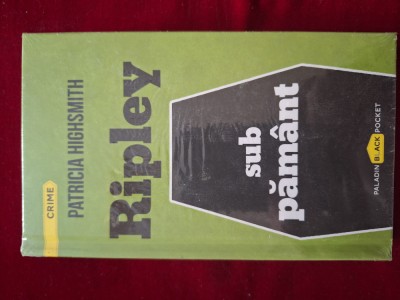 CRIME
PATRICIA HIGHSMITH
Ripley
sub
pământ
PALADIN BLACK POCKET